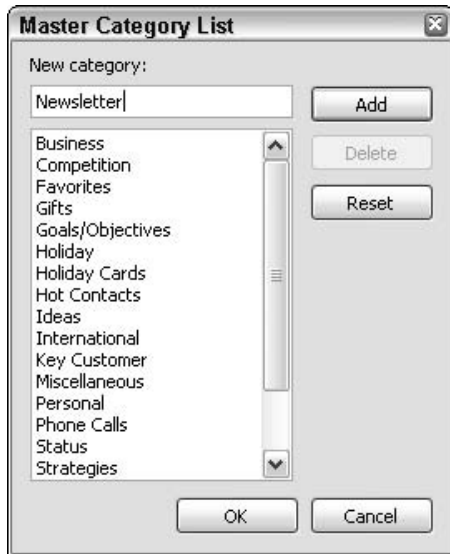 Master Category List
New category:
Newsletter
Add
Business
Competition
Favorites
Gifts
Goals/Objectives
Holiday
Holiday Cards
Hot Contacts
Ideas
International
Key Customer
Miscellaneous
Personal
Phone Calls
Status
Strategies
Delete
Reset
OK
Cancel